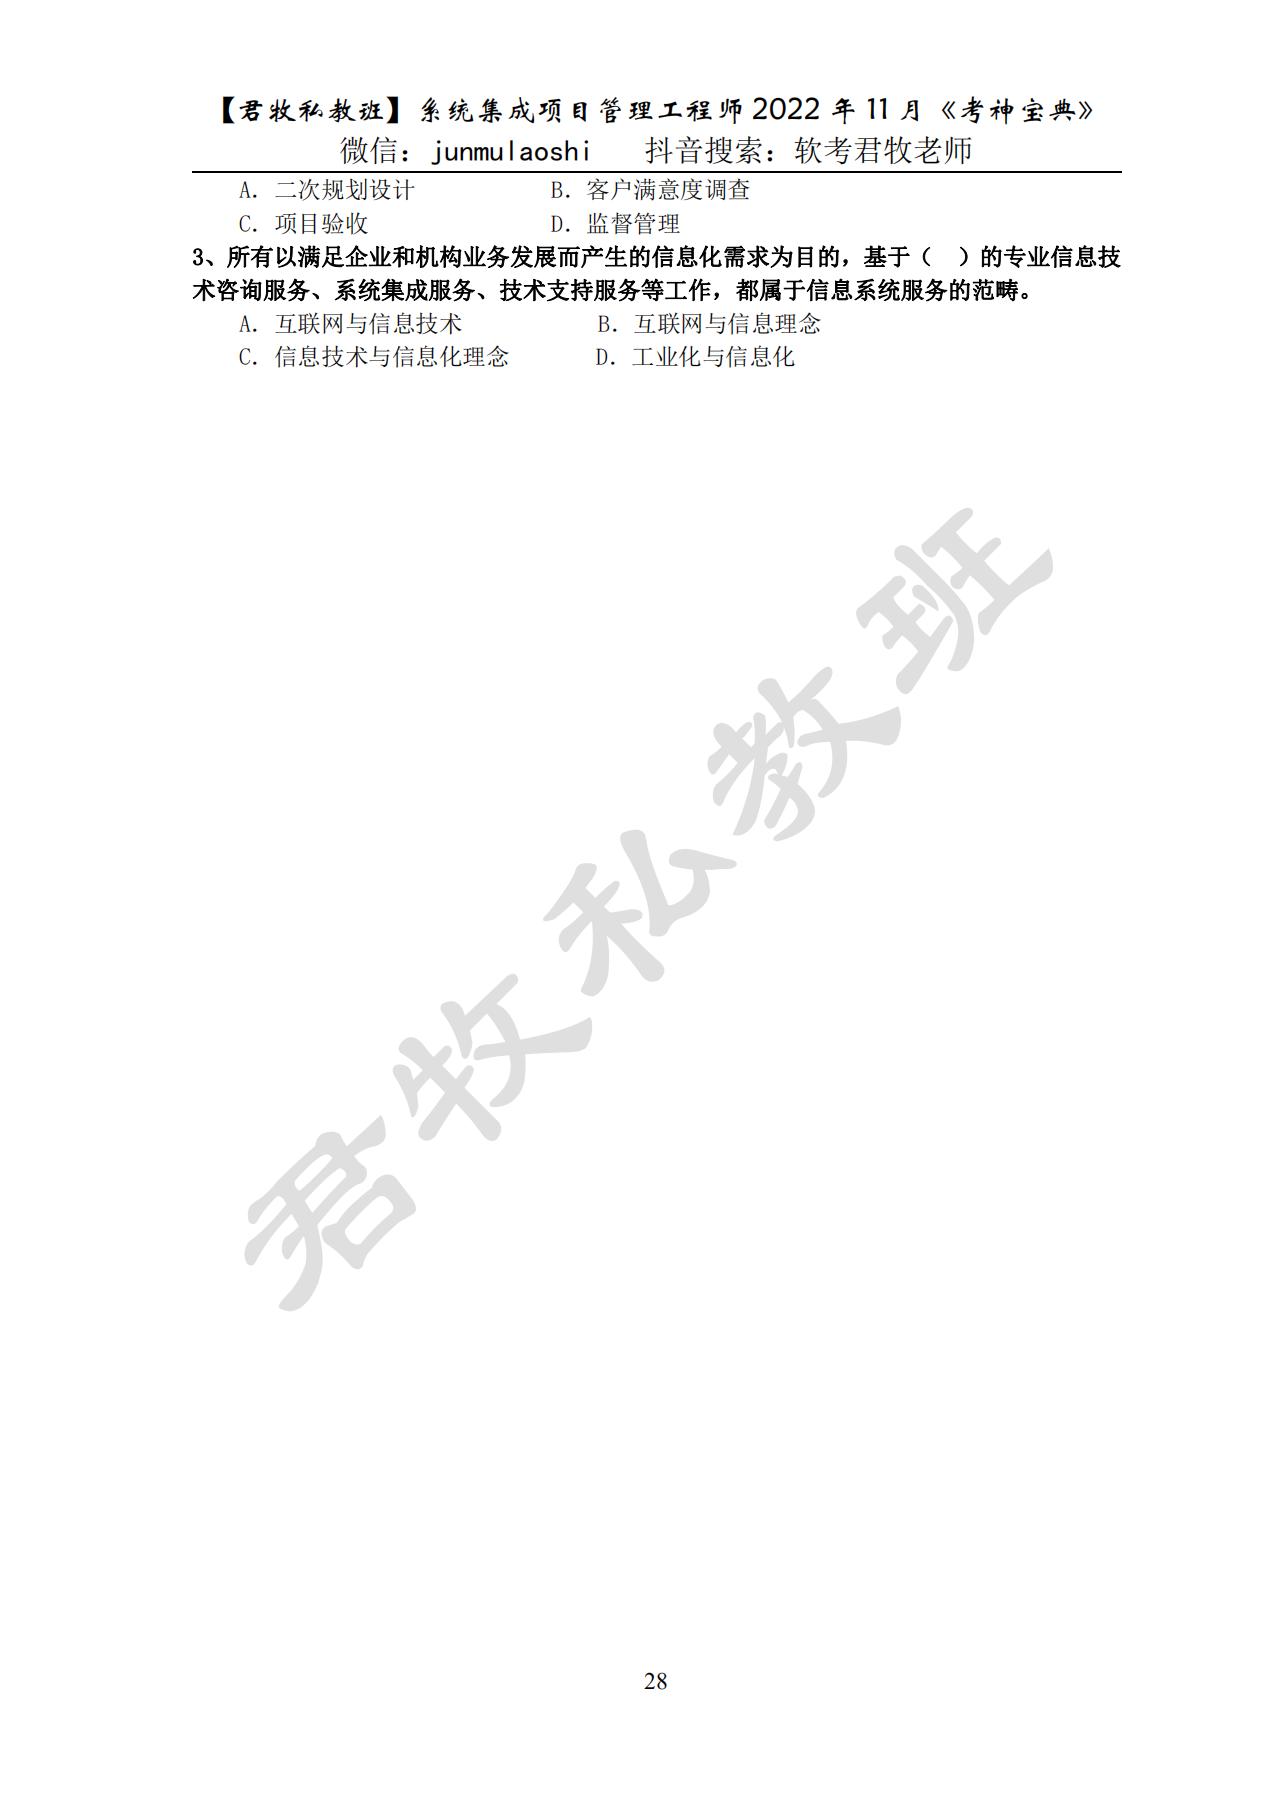 【君牧私教班】系统集成项目管理工程师 2022 年 11 月《考神宝典》
微信：junmulaoshi 抖音搜索：软考君牧老师
A．二次规划设计 B．客户满意度调查
C．项目验收 D．监督管理
3、所有以满足企业和机构业务发展而产生的信息化需求为目的，基于（ ）的专业信息技
术咨询服务、系统集成服务、技术支持服务等工作，都属于信息系统服务的范畴。
A．互联网与信息技术 B．互联网与信息理念
C．信息技术与信息化理念 D．工业化与信息化
君牧私教班
28